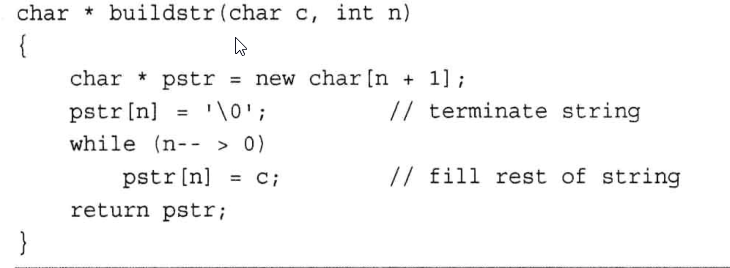 char * buildstr(char c, int n)
{
    char * pstr = new char[n + 1];
    pstr[n] = '\0';         // terminate string
    while (n-- > 0)
        pstr[n] = c;        // fill rest of string
    return pstr;
}